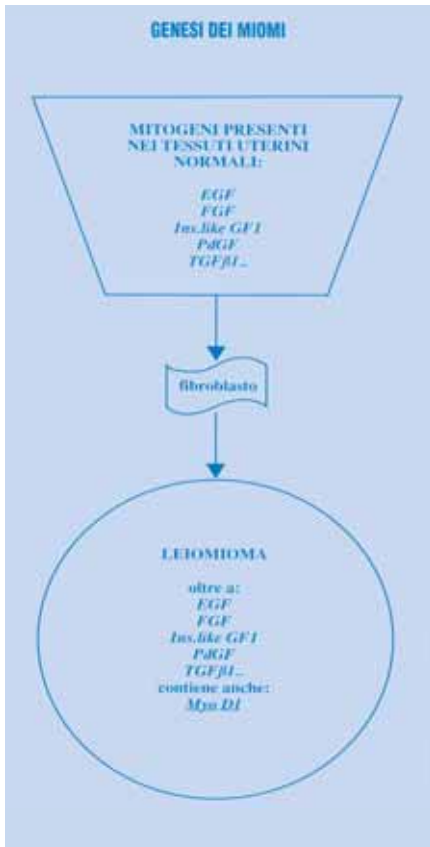 GENESI DEI MIOMI
MITOGENI PRESENTI
NEI TESSUTI UTERINI
NORMALI:
EGF
FGF
Ins.like GF1
PdGF
TGFβ1...
fibroblasto
LEIOMIOMA
oltre a:
EGF
FGF
Ins.like GF1
PdGF
TGFβ1...
contiene anche:
Myo D1